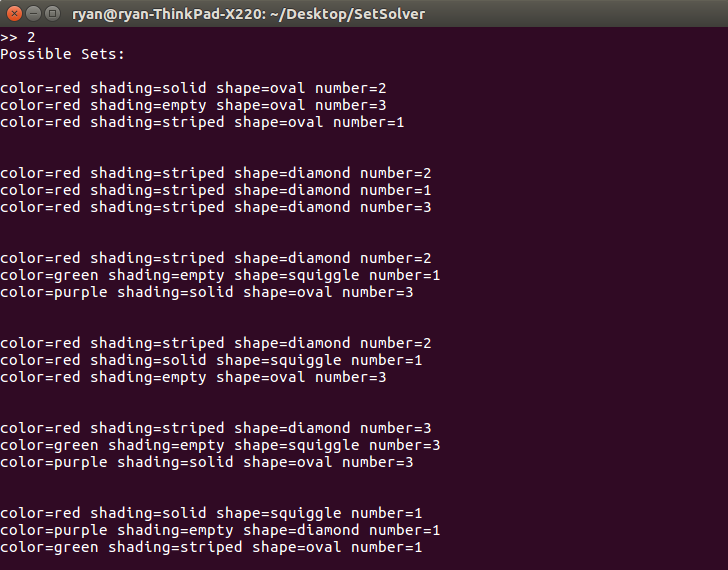 ryan@ryan-ThinkPad-X220: ~/Desktop/SetSolver
>> 2
Possible Sets:
color=red shading=solid shape=oval number=2
color=red shading=empty shape=oval number=3
color=red shading=striped shape=oval number=1
color=red shading=striped shape=diamond number=2
color=red shading=striped shape=diamond number=1
color=red shading=striped shape=diamond number=3
color=red shading=striped shape=diamond number=2
color=green shading=empty shape=squiggle number=1
color=purple shading=solid shape=oval number=3
color=red shading=striped shape=diamond number=2
color=red shading=solid shape=squiggle number=1
color=red shading=empty shape=oval number=3
color=red shading=striped shape=diamond number=3
color=green shading=empty shape=squiggle number=3
color=purple shading=solid shape=oval number=3
color=red shading=solid shape=squiggle number=1
color=purple shading=empty shape=diamond number=1
color=green shading=striped shape=oval number=1